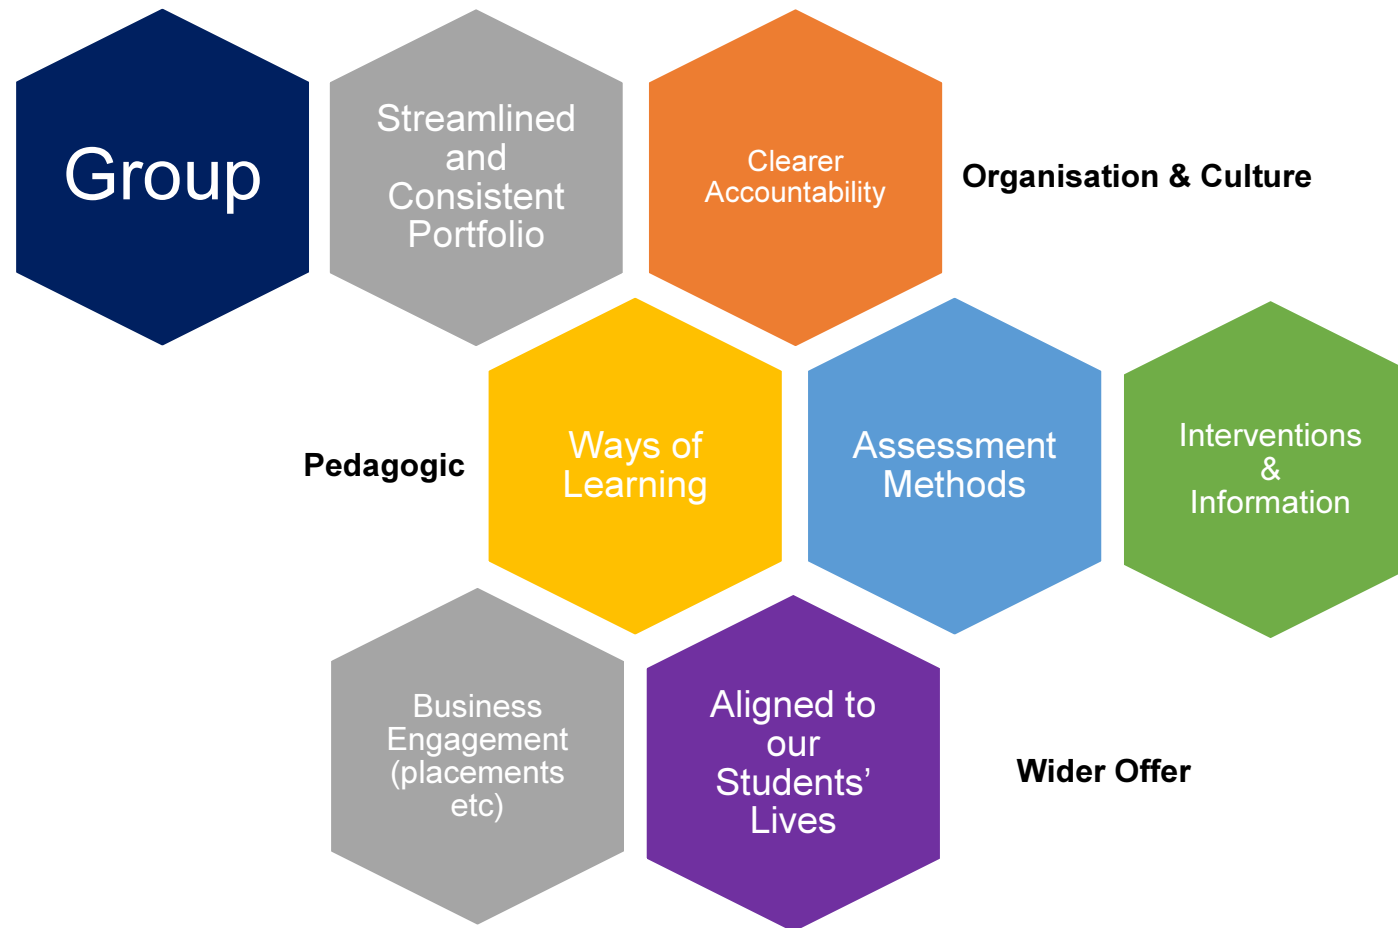 Group
Streamlined
and
Consistent
Portfolio
Clearer
Accountability
Organisation & Culture
Pedagogic
Ways of
Learning
Assessment
Methods
Interventions
&
Information
Business
Engagement
(placements
etc)
Aligned to
our
Students’
Lives
Wider Offer